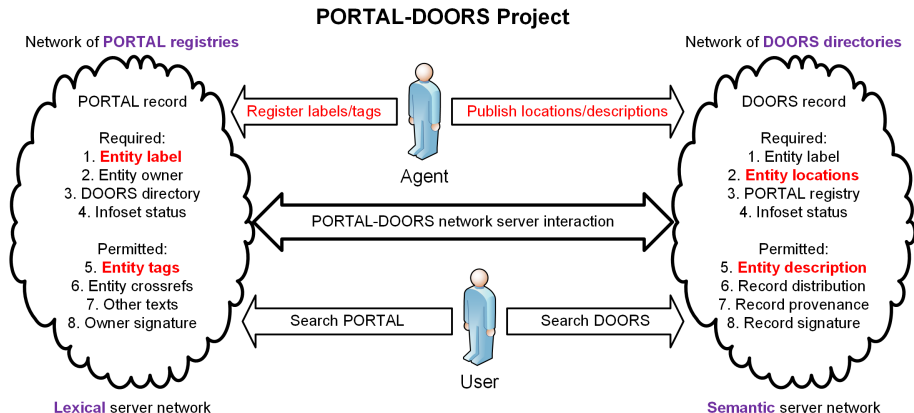 PORTAL-DOORS Project
Network of PORTAL registries
Network of DOORS directories
PORTAL record
Required:
1. Entity label
2. Entity owner
3. DOORS directory
4. Infoset status
Permitted:
5. Entity tags
6. Entity crossrefs
7. Other texts
8. Owner signature
Register labels/tags
Publish locations/descriptions
Agent
PORTAL-DOORS network server interaction
Search PORTAL
Search DOORS
User
DOORS record
Required:
1. Entity label
2. Entity locations
3. PORTAL registry
4. Infoset status
Permitted:
5. Entity description
6. Record distribution
7. Record provenance
8. Record signature
Lexical server network
Semantic server network